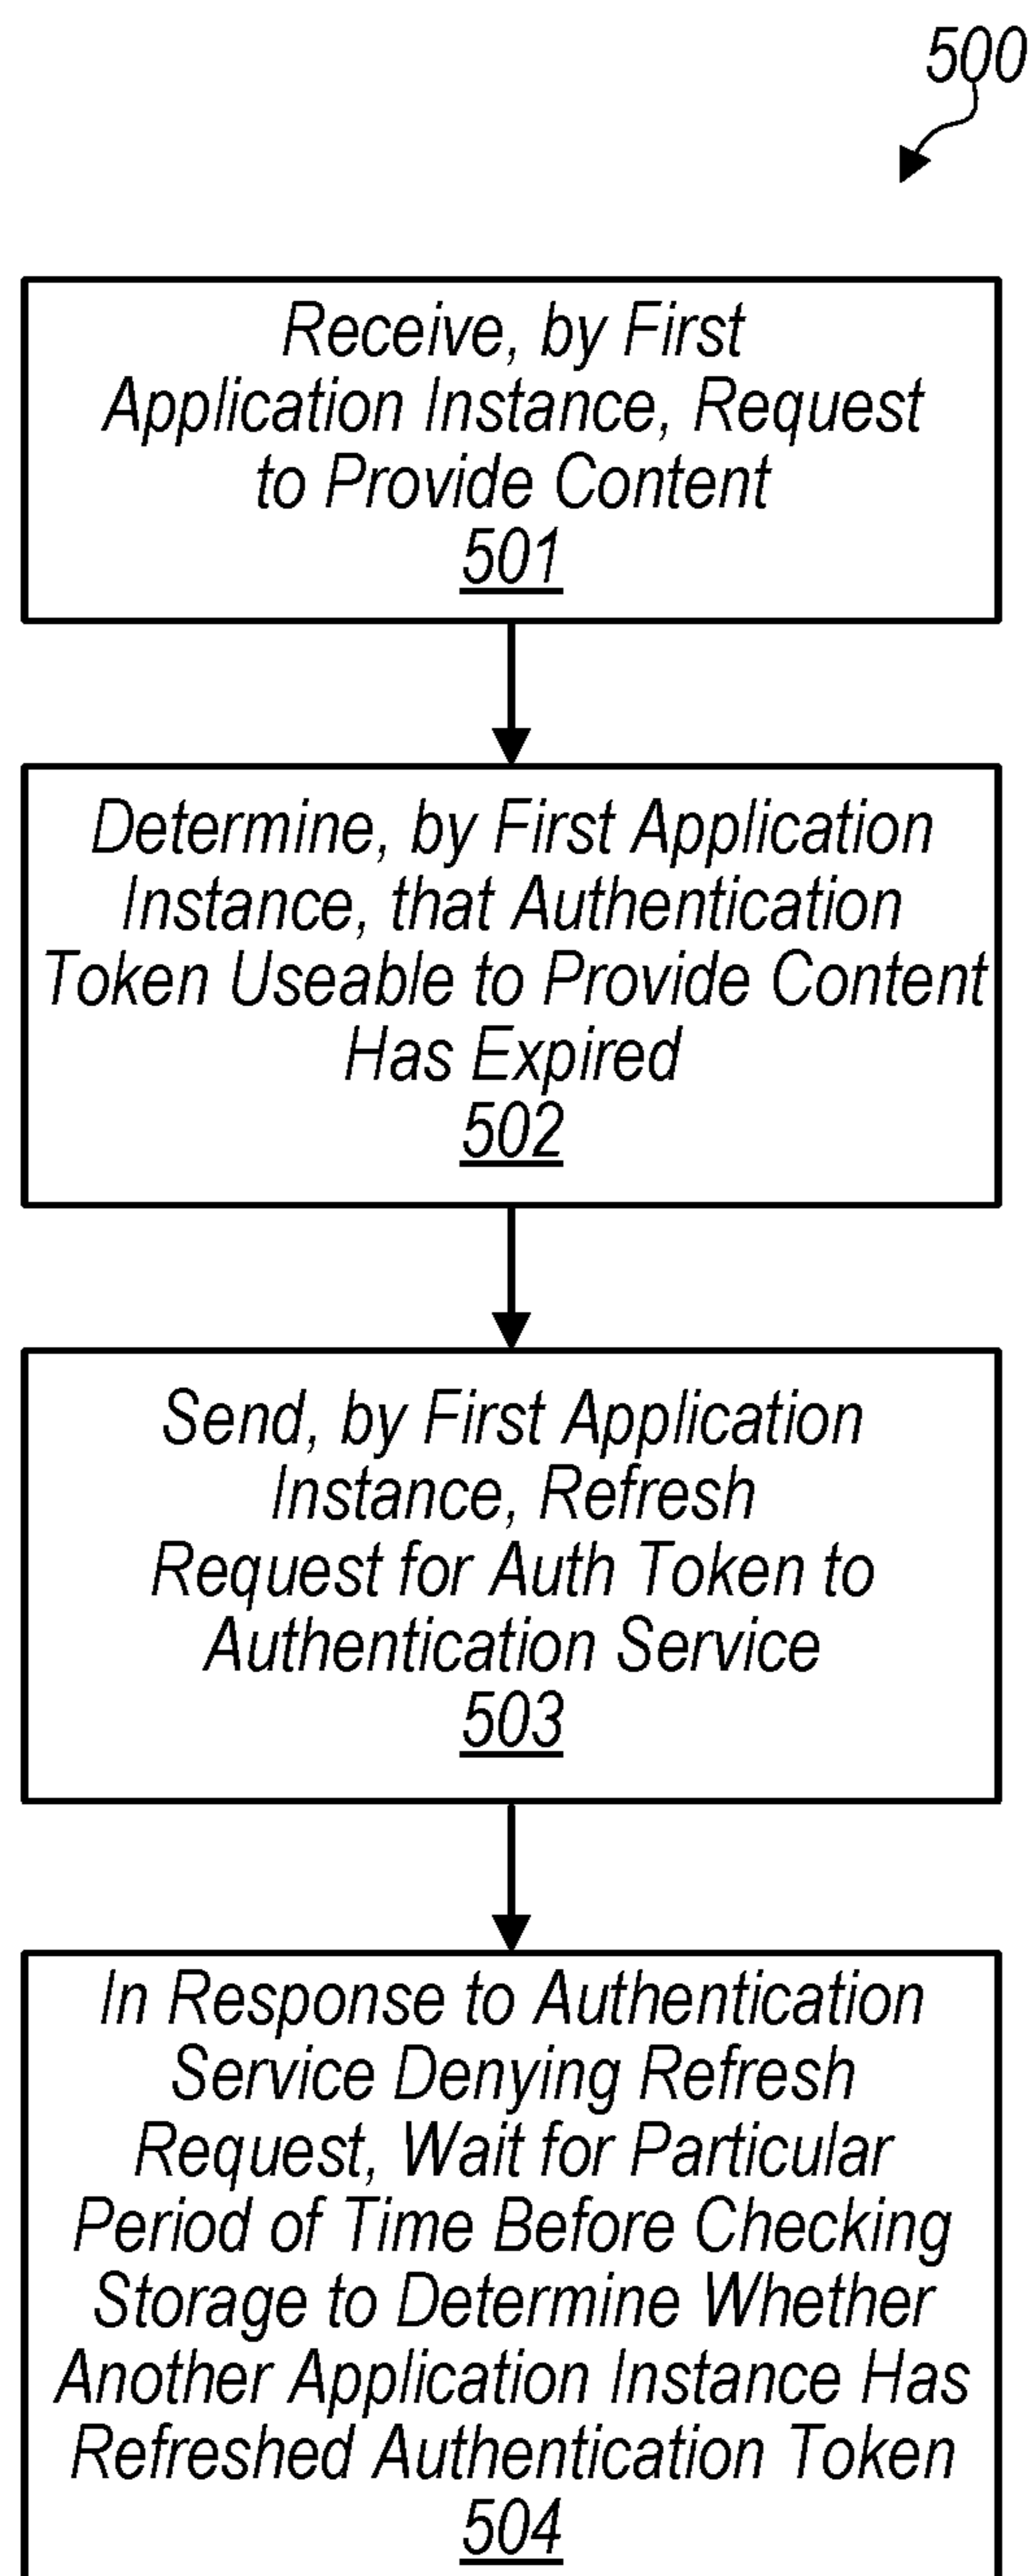 500
Receive, by First
Application Instance, Request
to Provide Content
501
Determine, by First Application
Instance, that Authentication
Token Useable to Provide Content
Has Expired
502
Send, by First Application
Instance, Refresh
Request for Auth Token to
Authentication Service
503
In Response to Authentication
Service Denying Refresh
Request, Wait for Particular
Period of Time Before Checking
Storage to Determine Whether
Another Application Instance Has
Refreshed Authentication Token
504